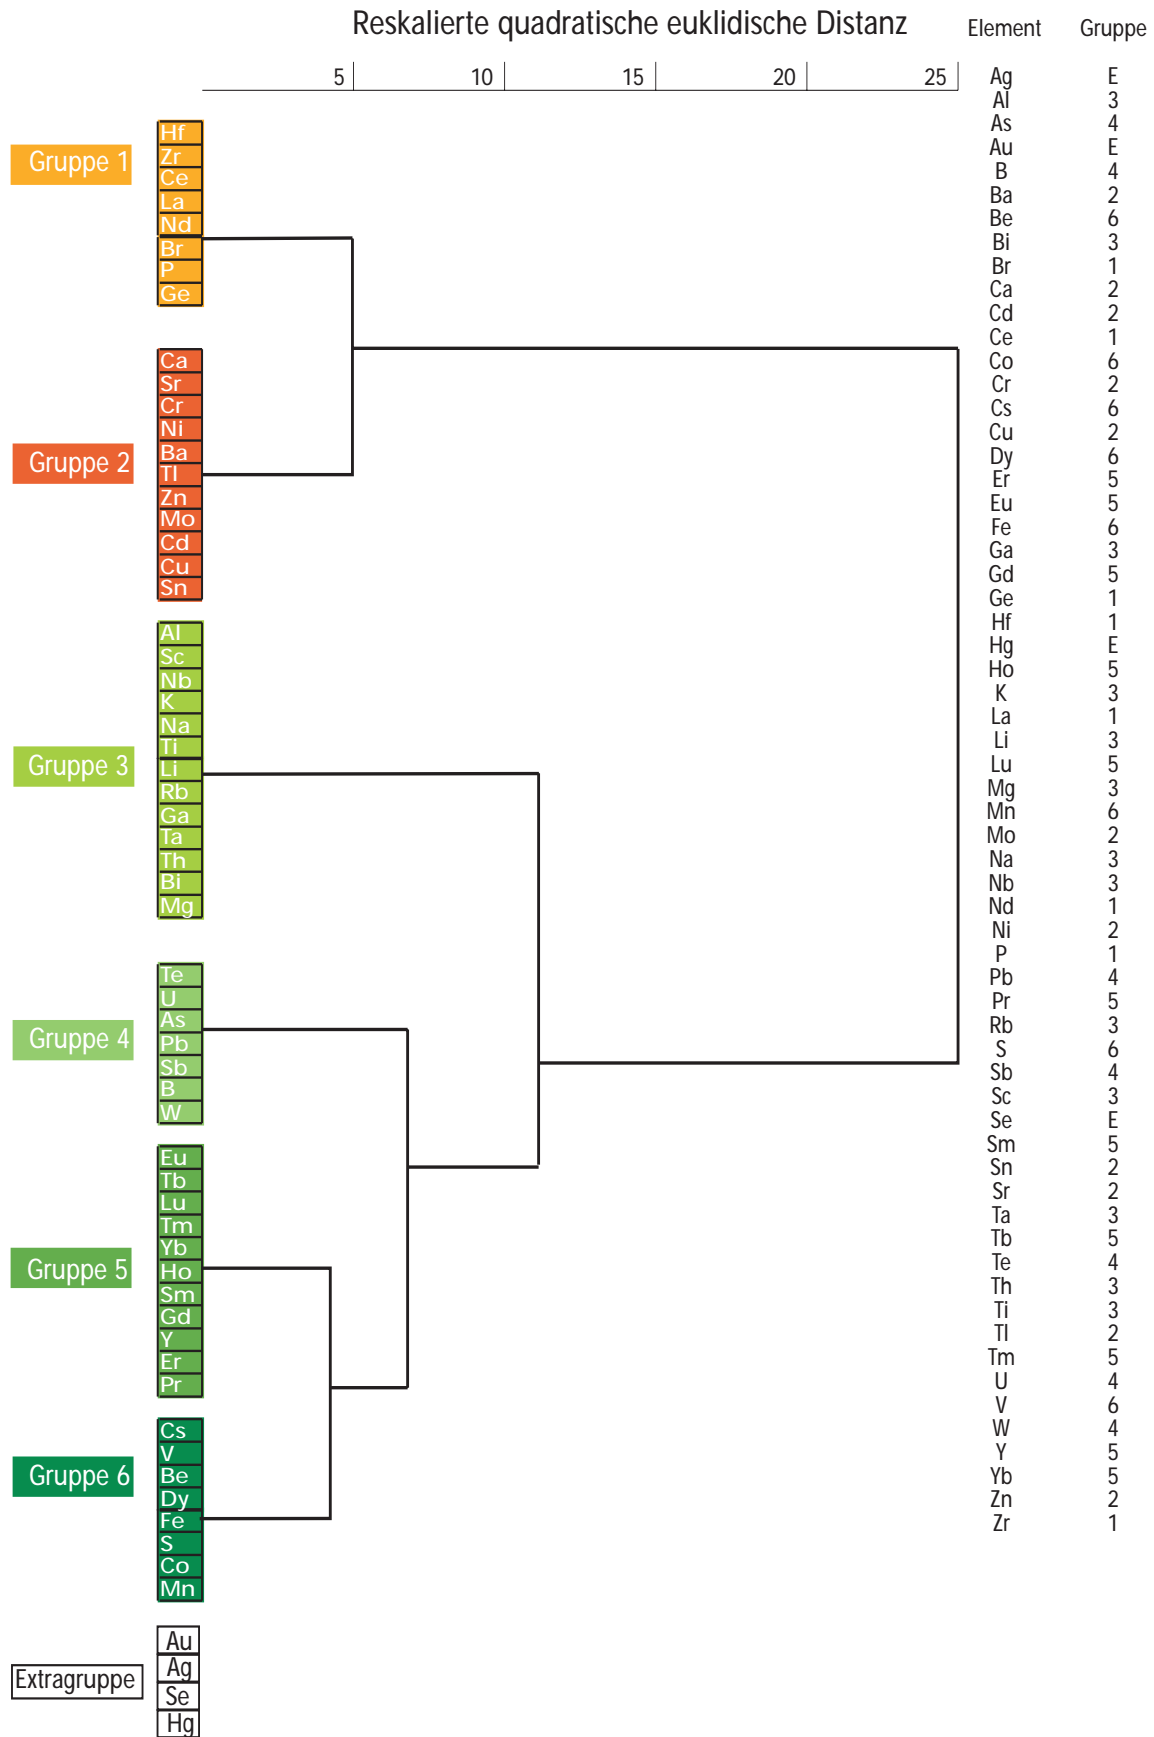 Reskalierte quadratische euklidische Distanz
5 10 15 20 25
Gruppe 1
Hf
Zr
Ce
La
Nd
Br
P
Ge
Gruppe 2
Ca
Sr
Cr
Ni
Ba
Tl
Zn
Mo
Cd
Cu
Sn
Gruppe 3
Al
Sc
Nb
K
Na
Ti
Li
Rb
Ga
Ta
Th
Bi
Mg
Gruppe 4
Te
U
As
Pb
Sb
B
W
Gruppe 5
Eu
Tb
Lu
Tm
Yb
Ho
Sm
Gd
Y
Er
Pr
Gruppe 6
Cs
V
Be
Dy
Fe
S
Co
Mn
Extragruppe
Au
Ag
Se
Hg
Element Gruppe
Ag E
Al 3
As 4
Au E
B 4
Ba 2
Be 6
Bi 3
Br 1
Ca 2
Cd 2
Ce 1
Co 6
Cr 2
Cs 6
Cu 2
Dy 6
Er 5
Eu 5
Fe 6
Ga 3
Gd 5
Ge 1
Hf 1
Hg E
Ho 5
K 3
La 1
Li 3
Lu 5
Mg 3
Mn 6
Mo 2
Na 3
Nb 3
Nd 1
Ni 2
P 1
Pb 4
Pr 5
Rb 3
S 6
Sb 4
Sc 3
Se E
Sm 5
Sn 2
Sr 2
Ta 3
Tb 5
Te 4
Th 3
Ti 3
Tl 2
Tm 5
U 4
V 6
W 4
Y 5
Yb 5
Zn 2
Zr 1